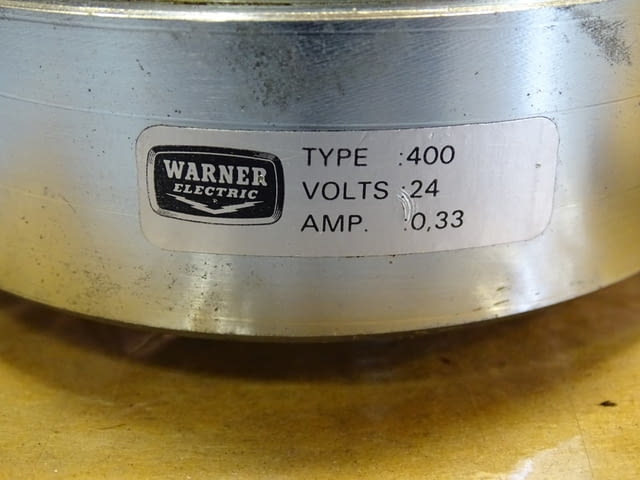 WARNER
ELECTRIC
TYPE :400
VOLTS :24
AMP. :0,33